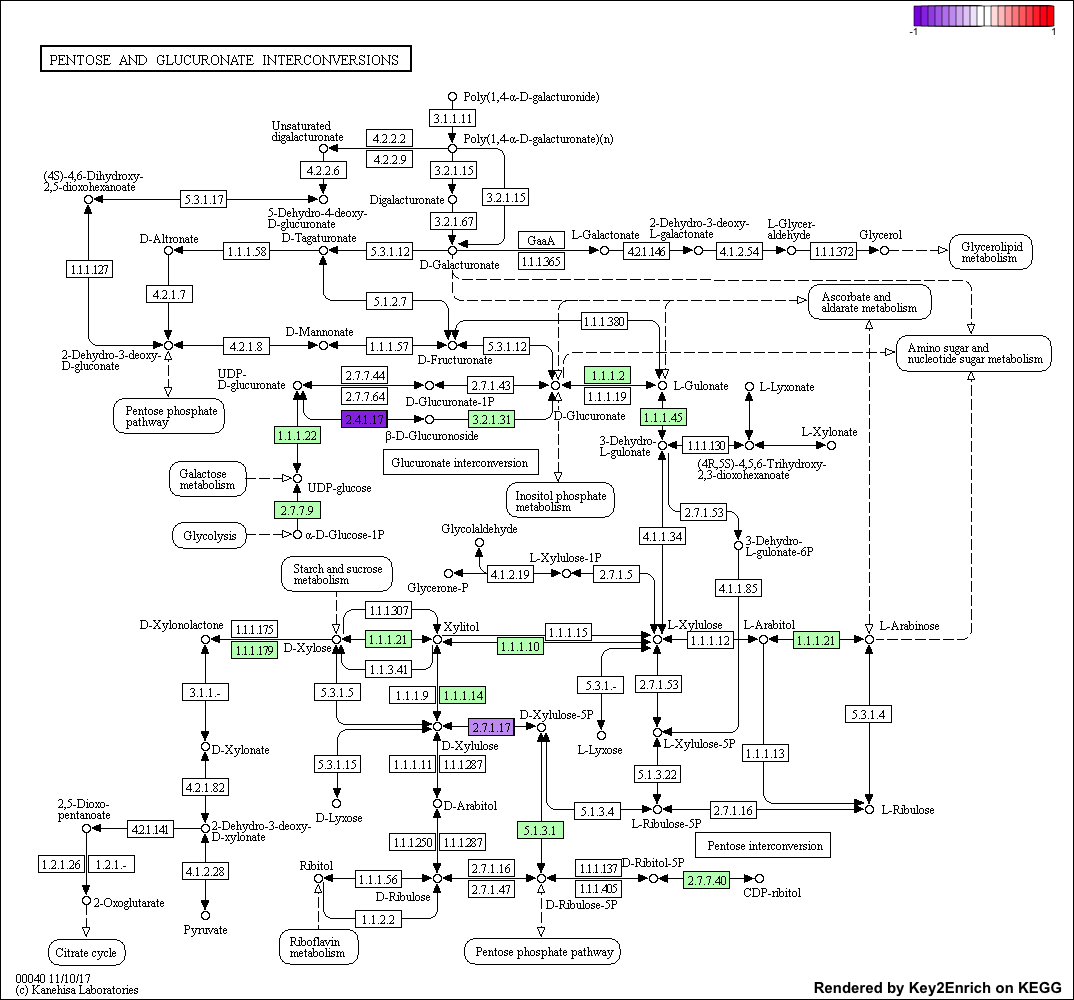 -1
1
PENTOSE AND GLUCURONATE INTERCONVERSIONS
Poly(1,4-α-D-galacturonide)
3.1.1.11
Unsaturated
digalacturonate
4.2.2.2
Poly(1,4-α-D-galacturonate)(n)
4.2.2.9
(4S)-4,6-Dihydroxy-
2,5-dioxohexanoate
4.2.2.6
3.2.1.15
3.2.1.15
5.3.1.17
Digalacturonate
5-Dehydro-4-deoxy-
D-glucuronate
3.2.1.67
D-Altronate
1.1.1.58
D-Tagaturonate
5.3.1.12
D-Galacturonate
GaaA
1.1.1365
L-Galactonate
4.2.1.146
2-Dehydro-3-deoxy-
L-galactonate
4.1.2.54
L-Glycer-
aldehyde
1.1.1372
Glycerol
Glycerolipid
metabolism
1.1.1.127
4.2.1.7
5.1.2.7
Ascorbate and
aldarate metabolism
1.1.1.380
2-Dehydro-3-deoxy-
D-gluconate
4.2.1.8
D-Mannonate
1.1.1.57
D-Fructuronate
5.3.1.12
Amino sugar and
nucleotide sugar metabolism
UDP-
D-glucuronate
2.7.7.44
2.7.7.64
D-Glucuronate-1P
2.7.1.43
D-Glucuronate
1.1.1.2
1.1.1.19
L-Gulonate
L-Lyxonate
Pentose phosphate
pathway
2.4.1.17
β-D-Glucuronoside
3.2.1.31
1.1.1.45
1.1.1.22
Glucuronate interconversion
3-Dehydro-
L-gulonate
1.1.1.130
L-Xylonate
(4R,5S)-4,5,6-Trihydroxy-
2,3-dioxohexanoate
Galactose
metabolism
UDP-glucose
Inositol phosphate
metabolism
2.7.7.9
2.7.1.53
Glycolysis
α-D-Glucose-1P
Glycolaldehyde
4.1.1.34
3-Dehydro-
L-gulonate-6P
Starch and sucrose
metabolism
Glycerone-P
4.1.2.19
L-Xylulose-1P
2.7.1.5
4.1.1.85
1.1.1307
D-Xylonolactone
1.1.1.175
1.1.1.179
D-Xylose
1.1.1.21
Xylitol
1.1.1.15
1.1.1.10
L-Xylulose
1.1.1.12
L-Arabitol
1.1.1.21
L-Arabinose
1.1.3.41
3.1.1.-
5.3.1.5
1.1.1.9
1.1.1.14
5.3.1.-
2.7.1.53
5.3.1.4
D-Xylulose
2.7.1.17
D-Xylulose-5P
L-Lyxose
L-Xylulose-5P
D-Xylonate
5.3.1.15
1.1.1.11
1.1.1287
1.1.1.13
5.1.3.22
4.2.1.82
2,5-Dioxo-
pentanoate
D-Lyxose
D-Arabitol
5.1.3.4
L-Ribulose-5P
2.7.1.16
L-Ribulose
4.2.1.141
2-Dehydro-3-deoxy-
D-xylonate
5.1.3.1
1.1.1250
1.1.1287
Pentose interconversion
1.2.1.26
1.2.1.-
4.1.2.28
Ribitol
1.1.1.56
D-Ribulose
2.7.1.16
2.7.1.47
D-Ribulose-5P
1.1.1.137
1.1.1.405
D-Ribitol-5P
2.7.7.40
CDP-ribitol
2-Oxoglutarate
Pyruvate
1.1.2.2
Citrate cycle
Riboflavin
metabolism
Pentose phosphate pathway
00040 11/10/17
(c) Kanehisa Laboratories
Rendered by Key2Enrich on KEGG